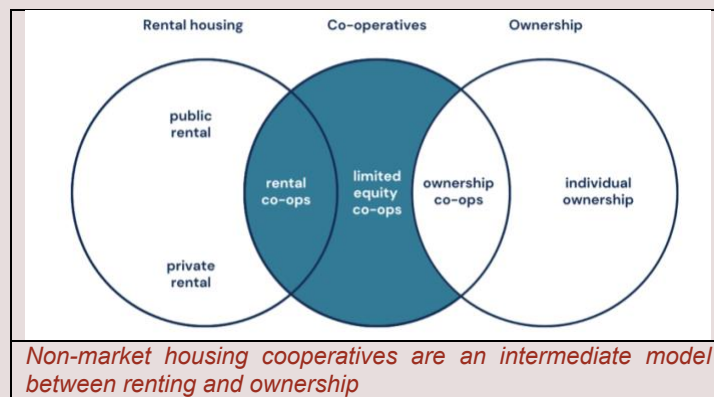 Rental housing
Co-operatives
Ownership
public
rental
rental
co-ops
limited
equity
co-ops
ownership
co-ops
individual
ownership
private
rental
Non-market housing cooperatives are an intermediate model
between renting and ownership